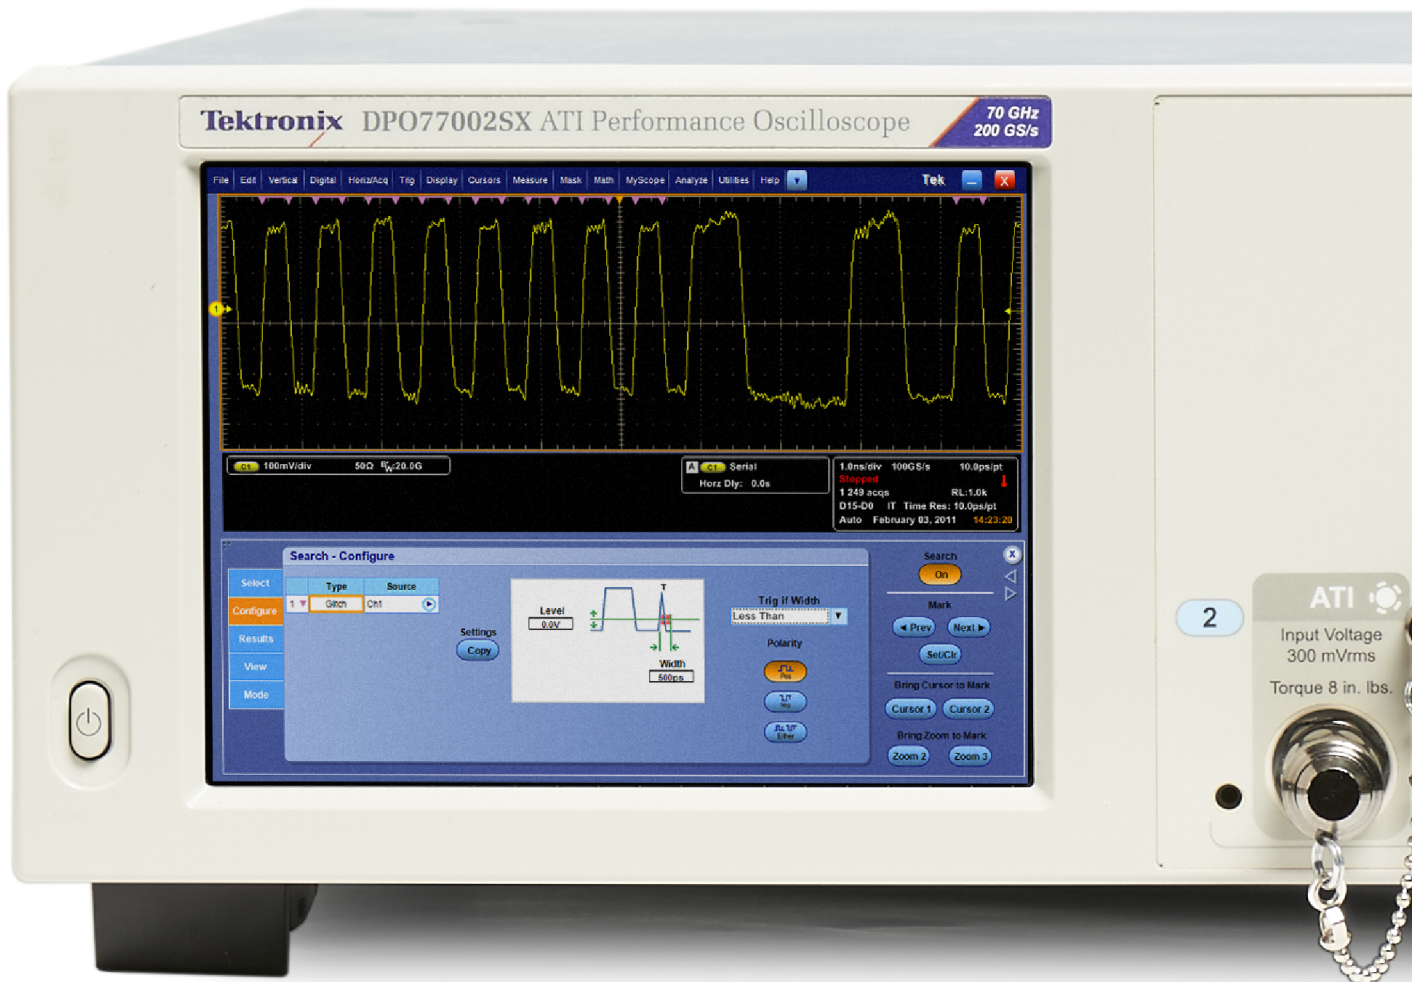 Tektronix DPO77002SX ATI Performance Oscilloscope
70 GHz
200 GS/s
File Edit Vertical Digital Horiz/Acq Trig Display Cursors Measure Mask Math MyScope Analyze Utilities Help
Tek
X
1
C1 100mV/div 50Ω BW:20.0G
A C1 Serial
Horz Dly: 0.0s
1.0ns/div 100GS/s 10.0ps/pt
Stopped
1 249 acqs RL:1.0k
D15-D0 IT Time Res: 10.0ps/pt
Auto February 03, 2011 14:23:20
Search - Configure
Select
Configure
Results
View
Mode
Type Source
1 Glitch Ch1
Settings
Copy
Level
0.0V
T
Width
500ps
Trig if Width
Less Than
Polarity
Pos
Neg
Either
Search
X
On
Mark
Prev Next
Set/Clr
Bring Cursor to Mark
Cursor 1 Cursor 2
Bring Zoom to Mark
Zoom 2 Zoom 3
2
ATI
Input Voltage
300 mVrms
Torque 8 in. lbs.